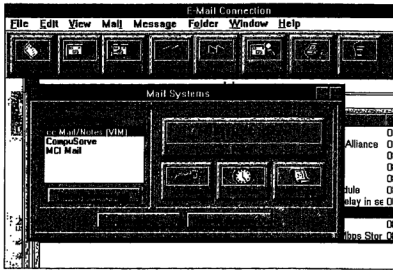 E-Mail Connection
File Edit View Mail Message Folder Window Help
Mail Systems
cc:Mail/Notes (VIM)
CompuServe
MCI Mail
Alliance
dule
elay in se
Mbps Stor